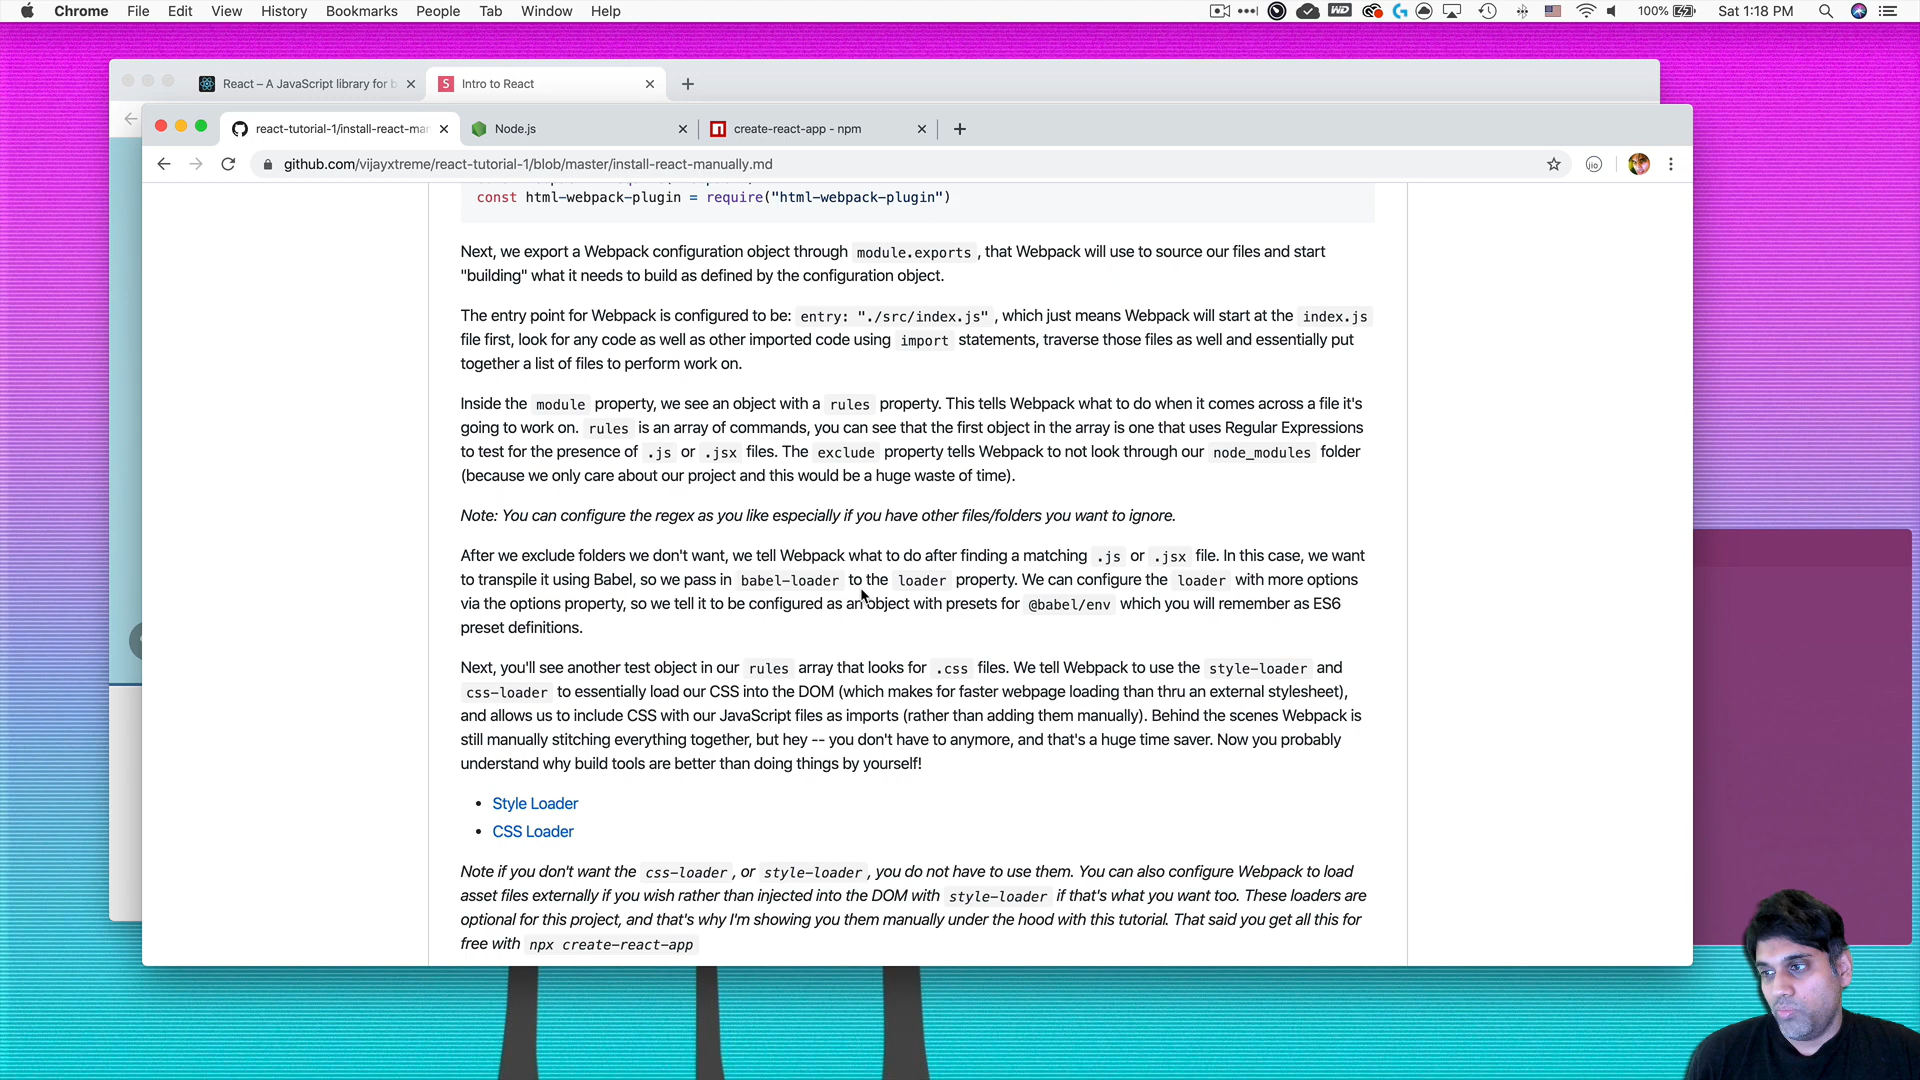 Chrome File Edit View History Bookmarks People Tab Window Help
100% Sat 1:18 PM
React – A JavaScript library for b
Intro to React
react-tutorial-1/install-react-ma
Node.js
create-react-app - npm
github.com/vijayxtreme/react-tutorial-1/blob/master/install-react-manually.md
const html-webpack-plugin = require("html-webpack-plugin")
Next, we export a Webpack configuration object through module.exports , that Webpack will use to source our files and start
"building" what it needs to build as defined by the configuration object.
The entry point for Webpack is configured to be: entry: "./src/index.js" , which just means Webpack will start at the index.js
file first, look for any code as well as other imported code using import statements, traverse those files as well and essentially put
together a list of files to perform work on.
Inside the module property, we see an object with a rules property. This tells Webpack what to do when it comes across a file it's
going to work on. rules is an array of commands, you can see that the first object in the array is one that uses Regular Expressions
to test for the presence of .js or .jsx files. The exclude property tells Webpack to not look through our node_modules folder
(because we only care about our project and this would be a huge waste of time).
Note: You can configure the regex as you like especially if you have other files/folders you want to ignore.
After we exclude folders we don't want, we tell Webpack what to do after finding a matching .js or .jsx file. In this case, we want
to transpile it using Babel, so we pass in babel-loader to the loader property. We can configure the loader with more options
via the options property, so we tell it to be configured as an object with presets for @babel/env which you will remember as ES6
preset definitions.
Next, you'll see another test object in our rules array that looks for .css files. We tell Webpack to use the style-loader and
css-loader to essentially load our CSS into the DOM (which makes for faster webpage loading than thru an external stylesheet),
and allows us to include CSS with our JavaScript files as imports (rather than adding them manually). Behind the scenes Webpack is
still manually stitching everything together, but hey -- you don't have to anymore, and that's a huge time saver. Now you probably
understand why build tools are better than doing things by yourself!
Style Loader
CSS Loader
Note if you don't want the css-loader , or style-loader , you do not have to use them. You can also configure Webpack to load
asset files externally if you wish rather than injected into the DOM with style-loader if that's what you want too. These loaders are
optional for this project, and that's why I'm showing you them manually under the hood with this tutorial. That said you get all this for
free with npx create-react-app